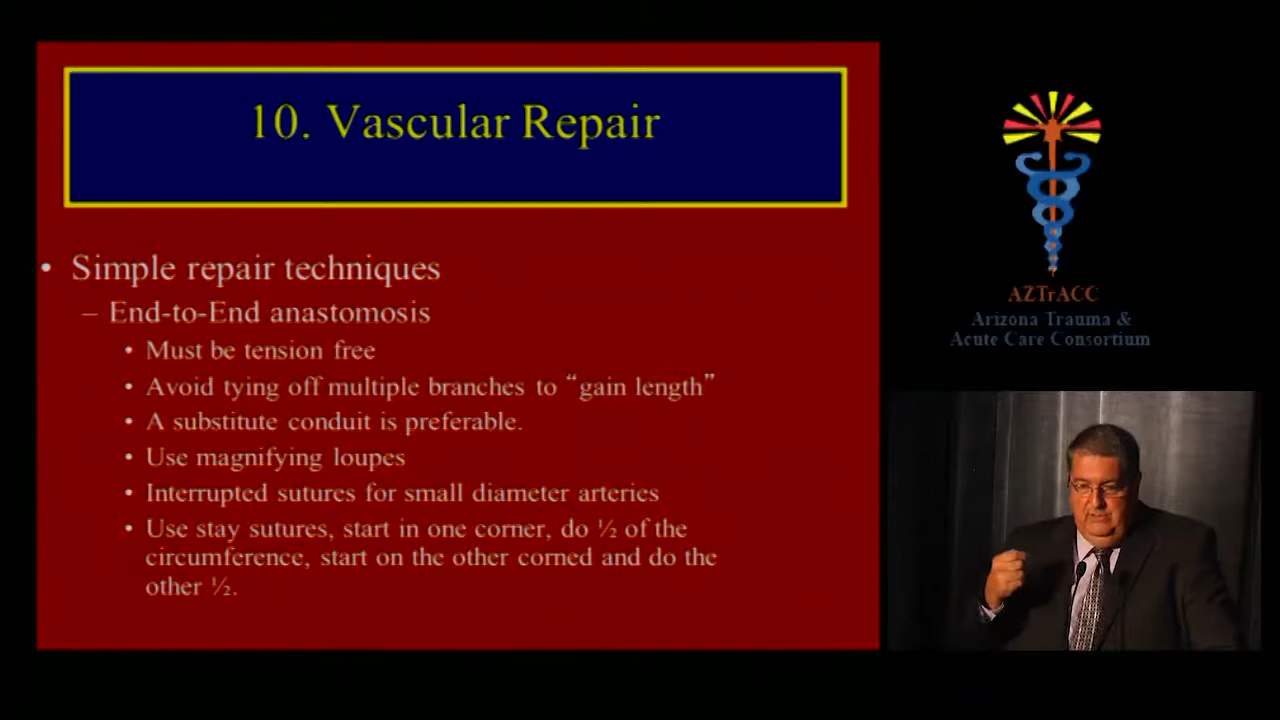 10. Vascular Repair
• Simple repair techniques
– End-to-End anastomosis
• Must be tension free
• Avoid tying off multiple branches to “gain length”
• A substitute conduit is preferable.
• Use magnifying loupes
• Interrupted sutures for small diameter arteries
• Use stay sutures, start in one corner, do ½ of the
circumference, start on the other corned and do the
other ½.
AZTrACC
Arizona Trauma &
Acute Care Consortium